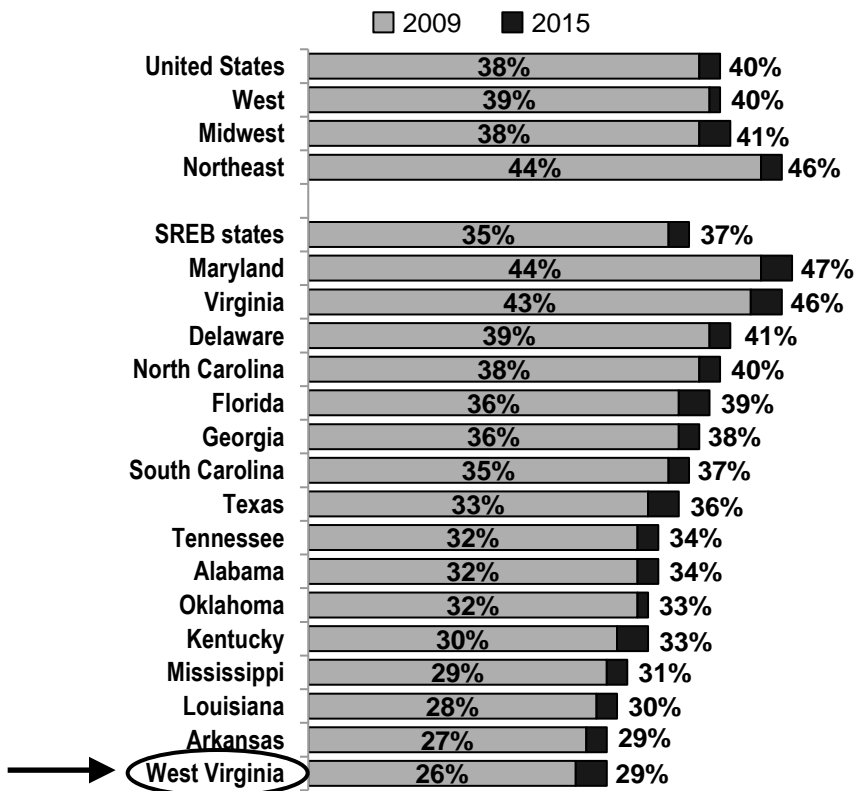 2009 2015
United States 38% 40%
West 39% 40%
Midwest 38% 41%
Northeast 44% 46%
SREB states 35% 37%
Maryland 44% 47%
Virginia 43% 46%
Delaware 39% 41%
North Carolina 38% 40%
Florida 36% 39%
Georgia 36% 38%
South Carolina 35% 37%
Texas 33% 36%
Tennessee 32% 34%
Alabama 32% 34%
Oklahoma 32% 33%
Kentucky 30% 33%
Mississippi 29% 31%
Louisiana 28% 30%
Arkansas 27% 29%
West Virginia 26% 29%